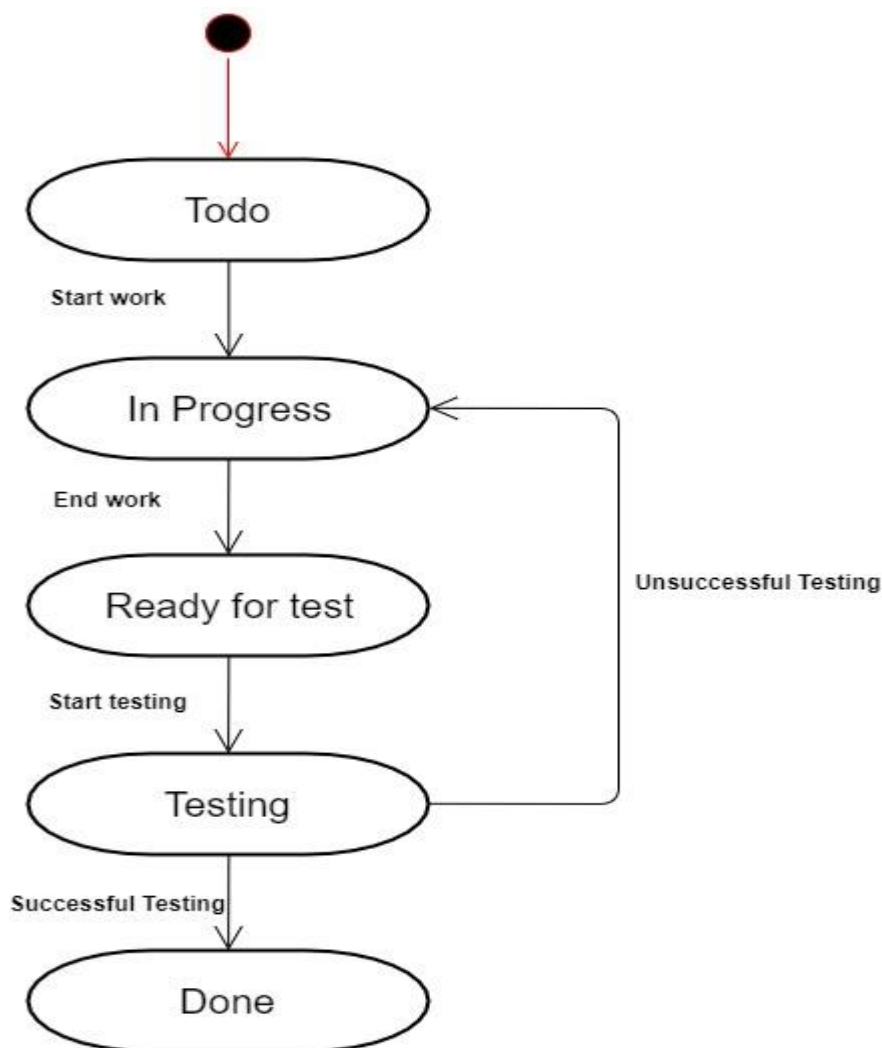 Todo
Start work
In Progress
End work
Unsuccessful Testing
Ready for test
Start testing
Testing
Successful Testing
Done